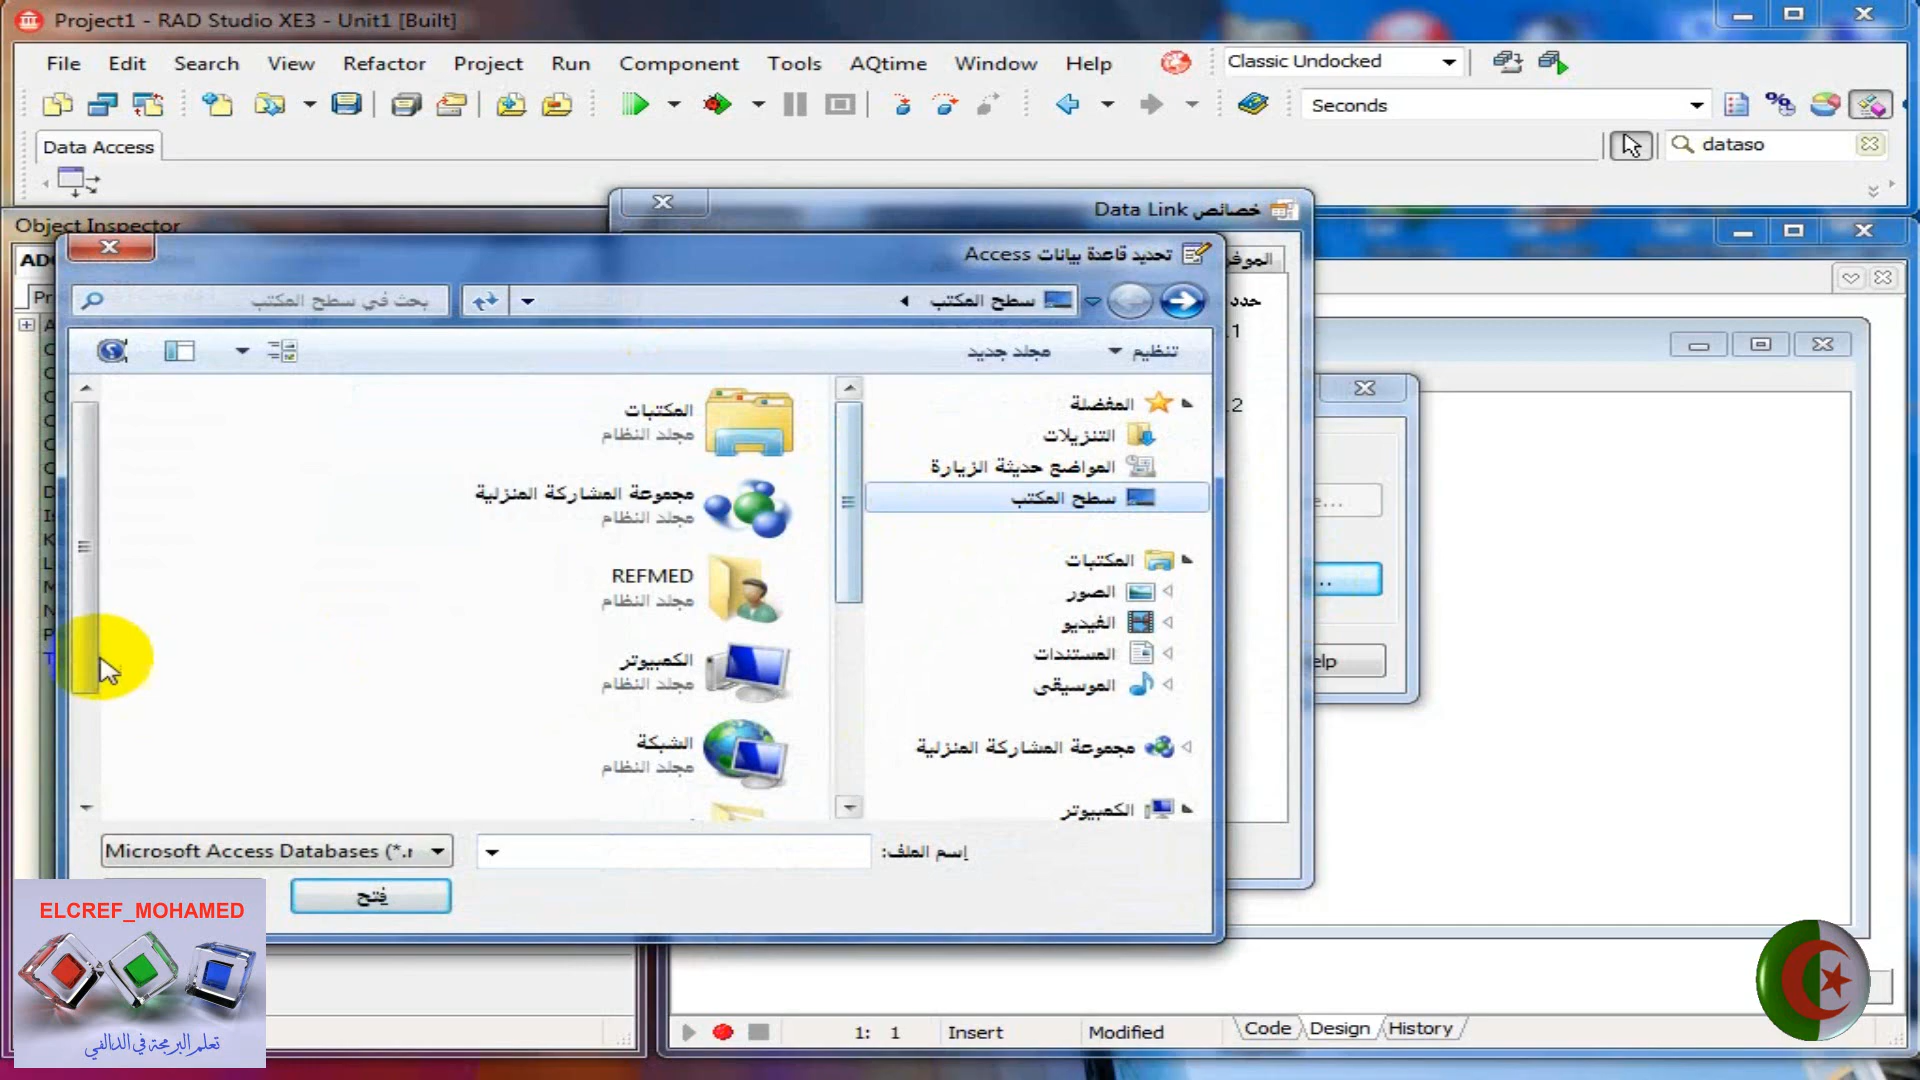 Project1 - RAD Studio XE3 - Unit1 [Built]
File Edit Search View Refactor Project Run Component Tools AQtime Window Help
Classic Undocked
Seconds
Data Access
dataso
خصائص Data Link
Object Inspector
تحديد قاعدة بيانات Access
حدد
سطح المكتب
بحث في سطح المكتب
.1
تنظيم
مجلد جديد
.2
المفضلة
التنزيلات
المواضع حديثة الزيارة
سطح المكتب
المكتبات
الصور
الفيديو
المستندات
الموسيقى
مجموعة المشاركة المنزلية
الكمبيوتر
المكتبات
مجلد النظام
مجموعة المشاركة المنزلية
مجلد النظام
REFMED
مجلد النظام
الكمبيوتر
مجلد النظام
الشبكة
مجلد النظام
إسم الملف:
Microsoft Access Databases (*.r
فتح
ELCREF_MOHAMED
تعلم البرمجة في الدالفي
1: 1
Insert
Modified
Code
Design
History